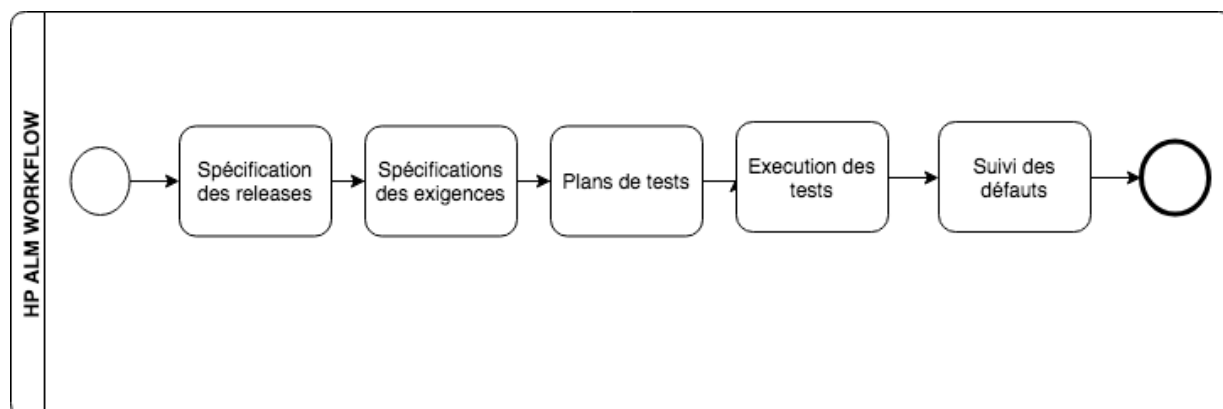 HP ALM WORKFLOW
Spécification
des releases
Spécifications
des exigences
Plans de tests
Execution des
tests
Suivi des
défauts